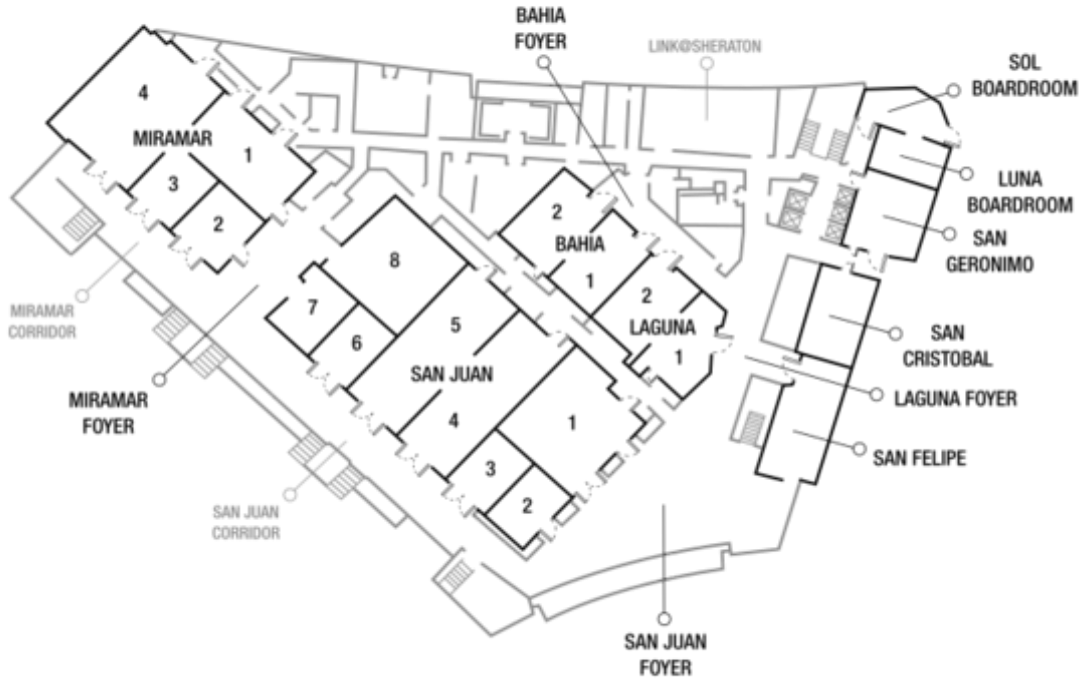 BAHIA
FOYER
LINK@SHERATON
SOL
BOARDROOM
4
MIRAMAR
1
3
2
LUNA
BOARDROOM
2
BAHIA
1
SAN
GERONIMO
8
7
6
5
SAN JUAN
4
2
LAGUNA
1
MIRAMAR
CORRIDOR
SAN
CRISTOBAL
MIRAMAR
FOYER
LAGUNA FOYER
1
3
2
SAN FELIPE
SAN JUAN
CORRIDOR
SAN JUAN
FOYER